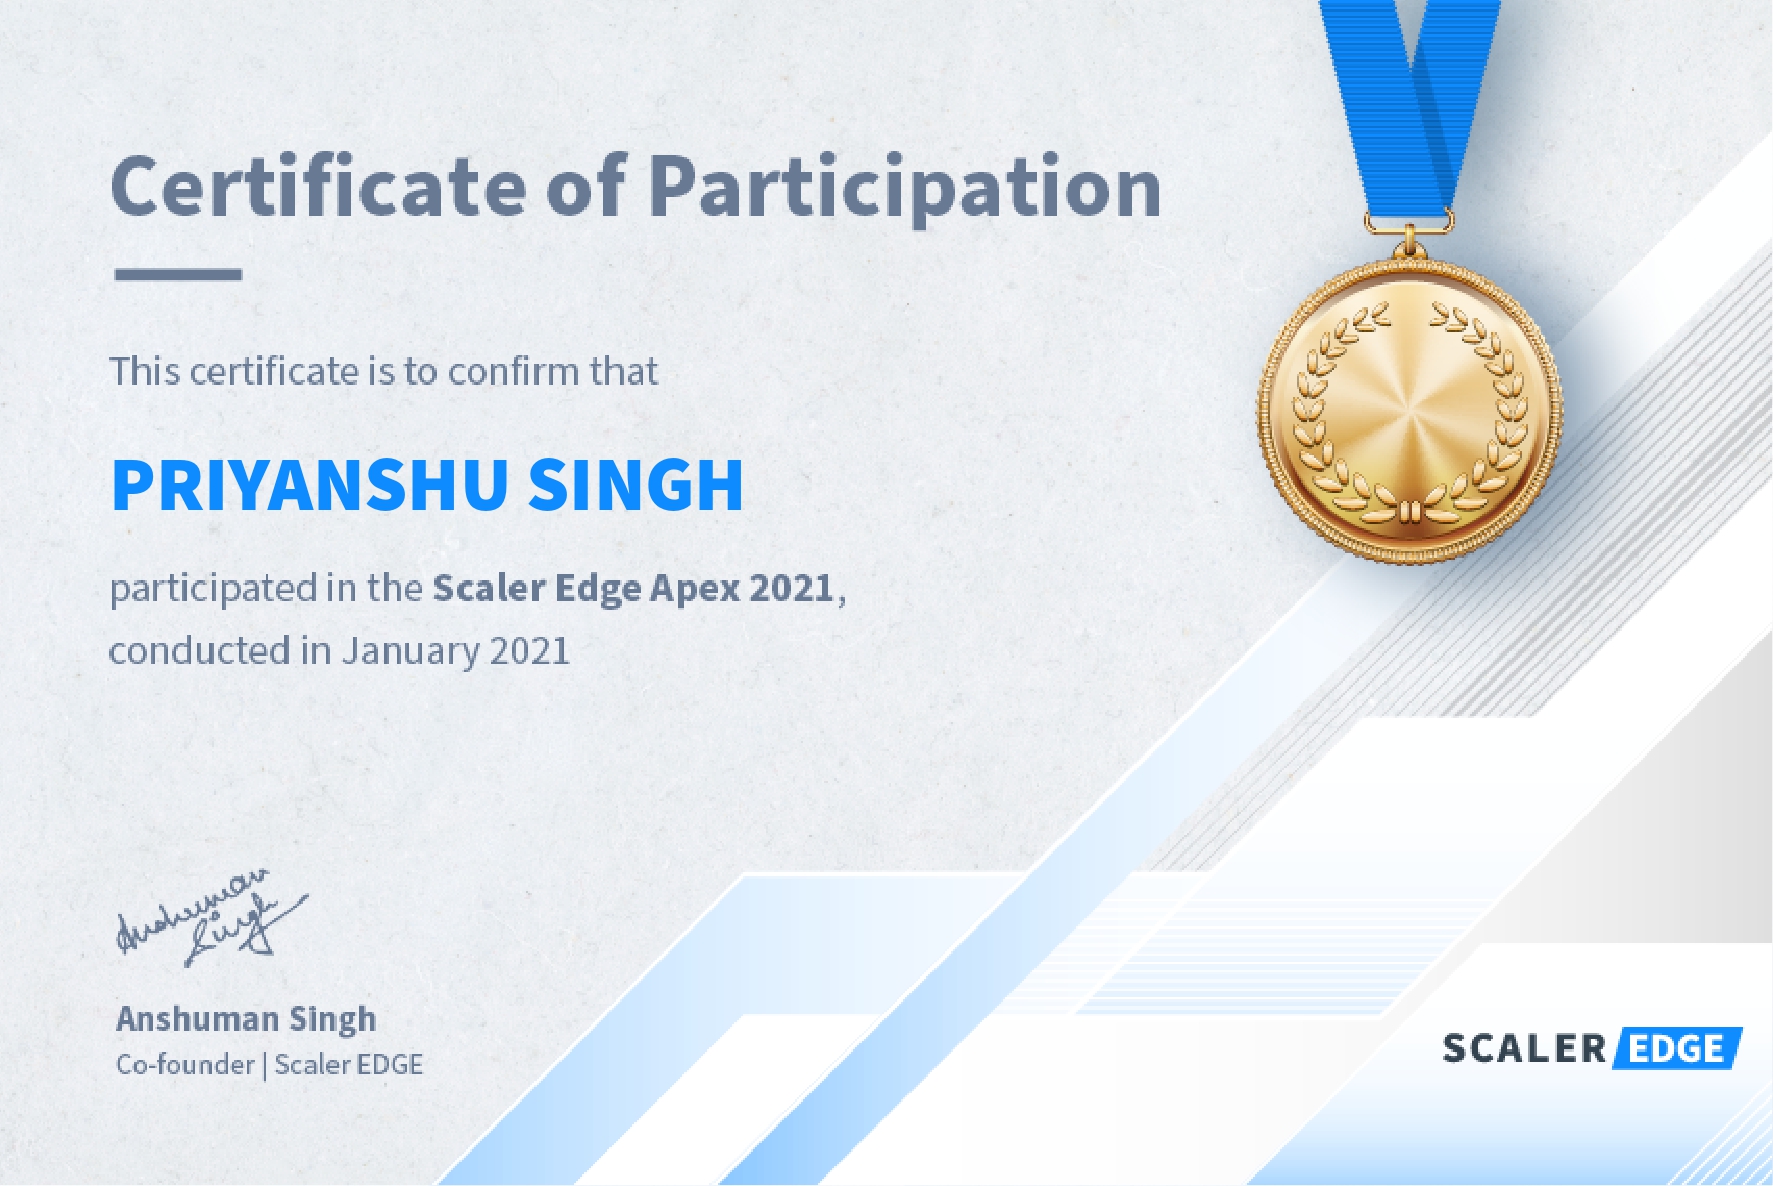 Certificate of Participation
This certificate is to confirm that
PRIYANSHU SINGH
participated in the Scaler Edge Apex 2021,
conducted in January 2021
Anshuman
Singh
Anshuman Singh
Co-founder | Scaler EDGE
SCALER EDGE